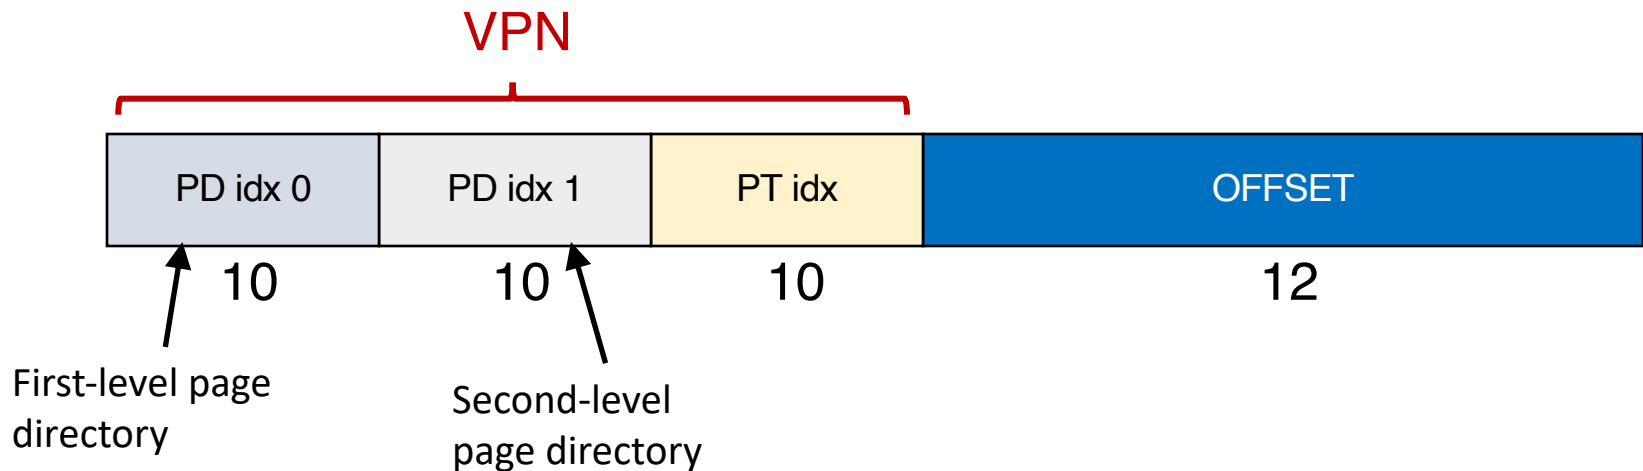 VPN
PD idx 0
PD idx 1
PT idx
OFFSET
10
10
10
12
First-level page
directory
Second-level
page directory